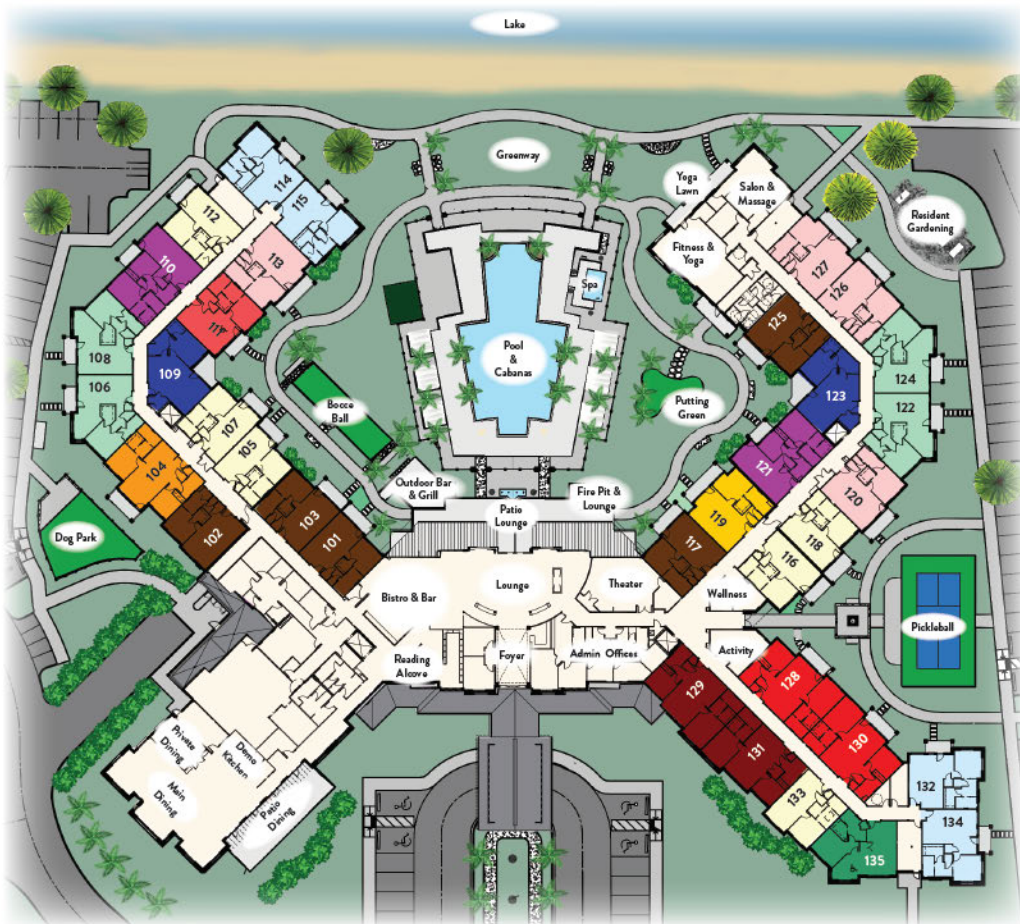 Lake
Greenway
Yoga
Lawn
Salon &
Massage
Resident
Gardening
Fitness &
Yoga
Spa
Pool
&
Cabanas
Bocce
Ball
Putting
Green
Outdoor Bar
& Grill
Patio
Lounge
Fire Pit &
Lounge
Dog Park
Bistro & Bar
Lounge
Theater
Wellness
Pickleball
Reading
Alcove
Foyer
Admin Offices
Activity
Private
Dining
Demo
Kitchen
Main
Dining
Patio Dining
114
115
112
113
110
111
108
109
106
107
105
104
103
102
101
127
126
125
124
123
122
121
120
119
118
117
116
128
129
130
131
132
133
134
135